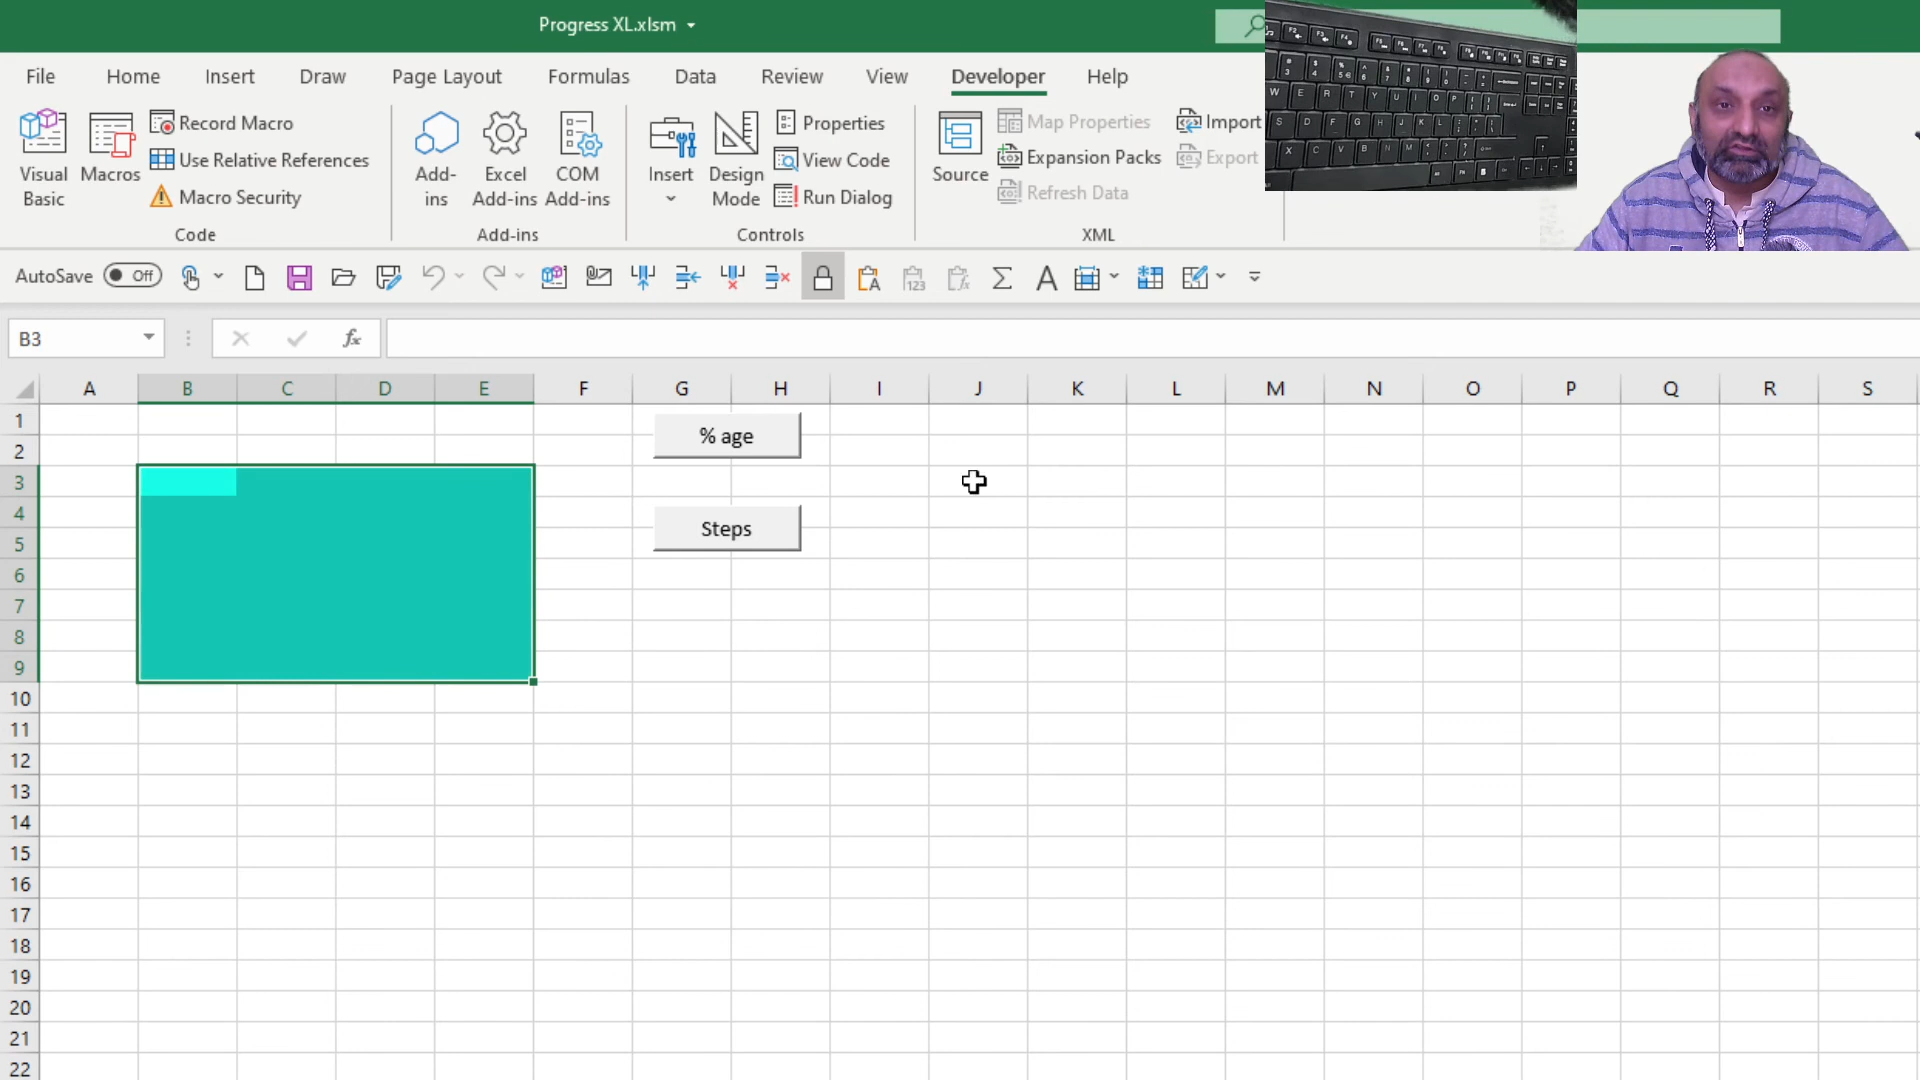 Progress XL.xlsm
File Home Insert Draw Page Layout Formulas Data Review View Developer Help
Visual Basic
Macros
Record Macro
Use Relative References
Macro Security
Code
Add-ins
Excel Add-ins
COM Add-ins
Add-ins
Insert
Design Mode
Properties
View Code
Run Dialog
Controls
Source
Map Properties
Expansion Packs
Refresh Data
Import
Export
XML
AutoSave Off
B3
fx
A B C D E F G H I J K L M N O P Q R S
1
% age
2
3
4
Steps
5
6
7
8
9
10
11
12
13
14
15
16
17
18
19
20
21
22